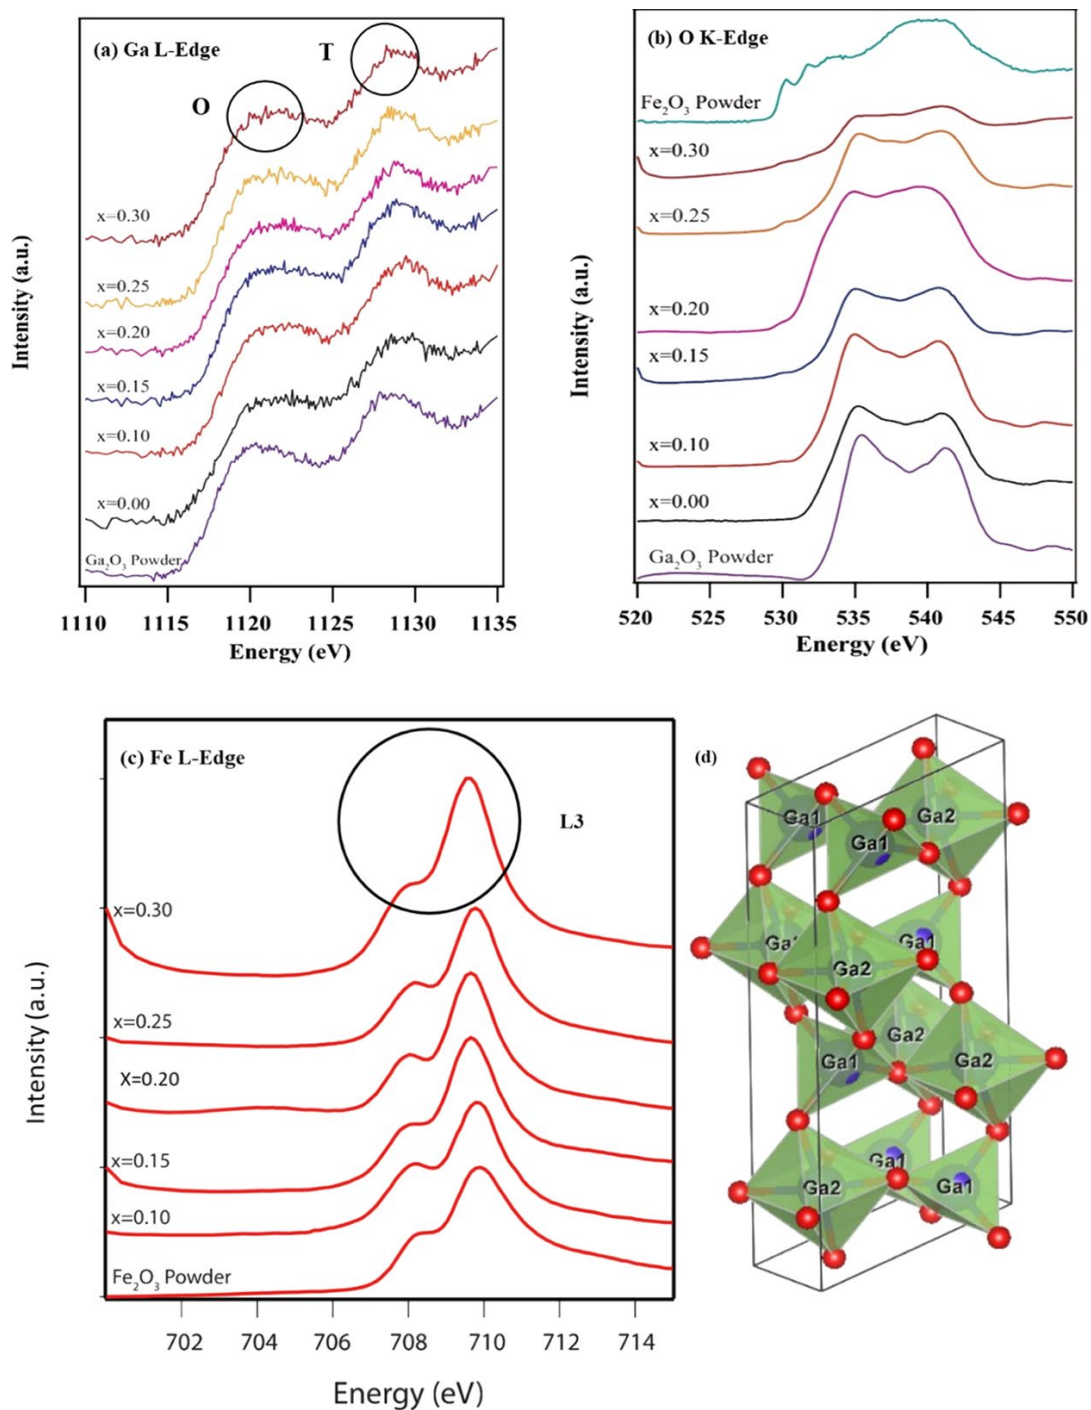 (a) Ga L-Edge
T
O
x=0.30
x=0.25
x=0.20
x=0.15
x=0.10
x=0.00
Ga₂O₃ Powder
1110 1115 1120 1125 1130 1135
Energy (eV)
Intensity (a.u.)
(b) O K-Edge
Fe₂O₃ Powder
x=0.30
x=0.25
x=0.20
x=0.15
x=0.10
x=0.00
Ga₂O₃ Powder
520 525 530 535 540 545 550
Energy (eV)
Intensity (a.u.)
(c) Fe L-Edge
L3
x=0.30
x=0.25
X=0.20
x=0.15
x=0.10
Fe₂O₃ Powder
702 704 706 708 710 712 714
Energy (eV)
Intensity (a.u.)
(d)
Ga1
Ga1
Ga2
Ga1
Ga2
Ga2
Ga1
Ga2
Ga1
Ga2
Ga1